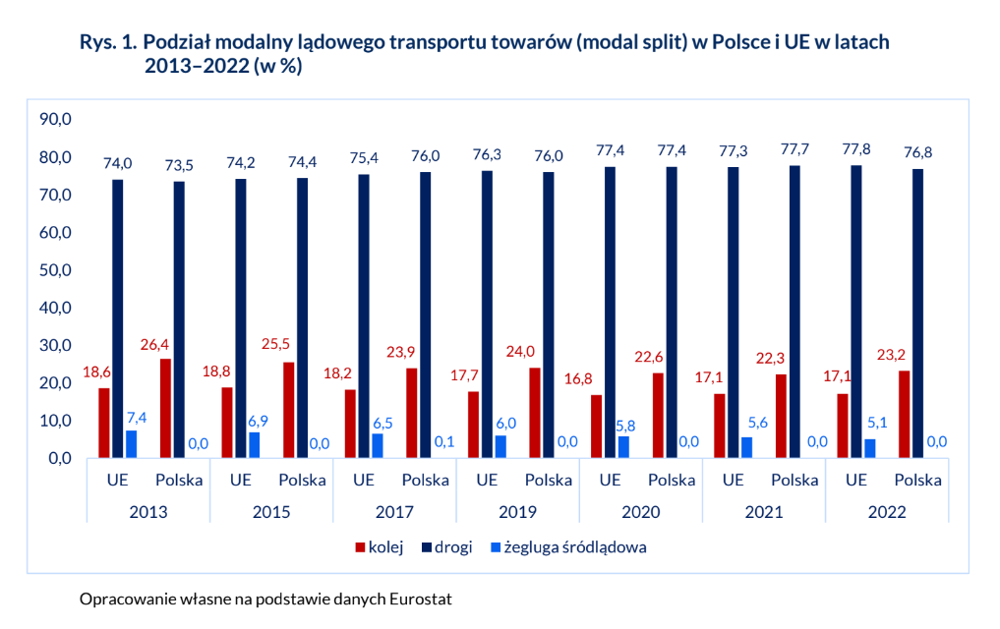 Rys. 1. Podział modalny lądowego transportu towarów (modal split) w Polsce i UE w latach
2013–2022 (w %)
90,0
80,0
70,0
60,0
50,0
40,0
30,0
20,0
10,0
0,0
74,0 73,5 74,2 74,4 75,4 76,0 76,3 76,0 77,4 77,4 77,3 77,7 77,8 76,8
18,6 26,4 18,8 25,5 18,2 23,9 17,7 24,0 16,8 22,6 17,1 22,3 17,1 23,2
7,4 0,0 6,9 0,0 6,5 0,1 6,0 0,0 5,8 0,0 5,6 0,0 5,1 0,0
UE Polska UE Polska UE Polska UE Polska UE Polska UE Polska UE Polska
2013 2015 2017 2019 2020 2021 2022
kolej drogi żegluga śródlądowa
Opracowanie własne na podstawie danych Eurostat